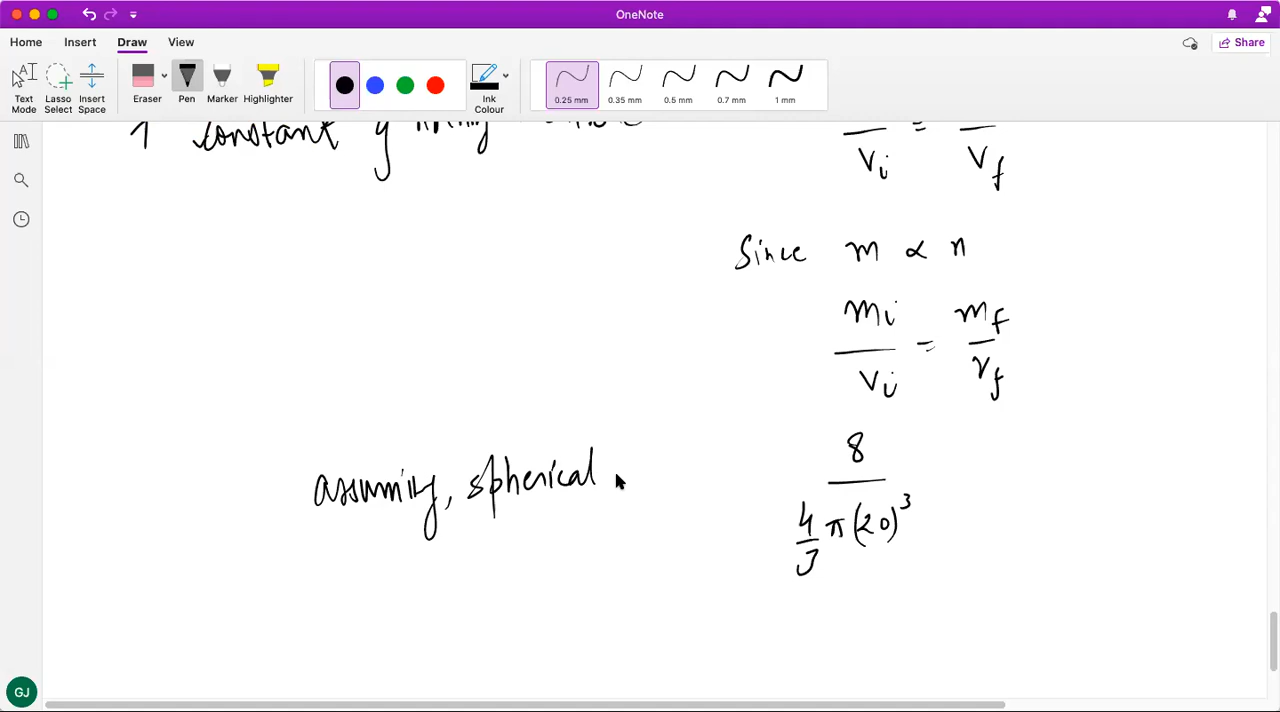 OneNote
Home Insert Draw View Share
Text Mode Lasso Select Insert Space Eraser Pen Marker Highlighter Ink Colour 0.25 mm 0.35 mm 0.5 mm 0.7 mm 1 mm
constant
Vi = Vf
Since m ∝ n
mi / Vi = mf / Vf
8
assuming, spherical
4/3 π(20)³
GJ